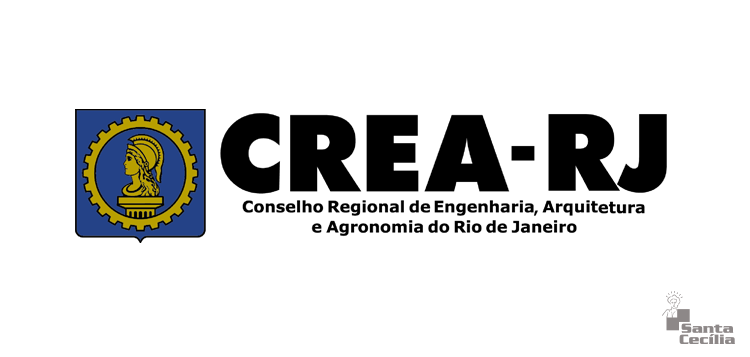 CREA-RJ
Conselho Regional de Engenharia, Arquitetura
e Agronomia do Rio de Janeiro
Santa
Cecília